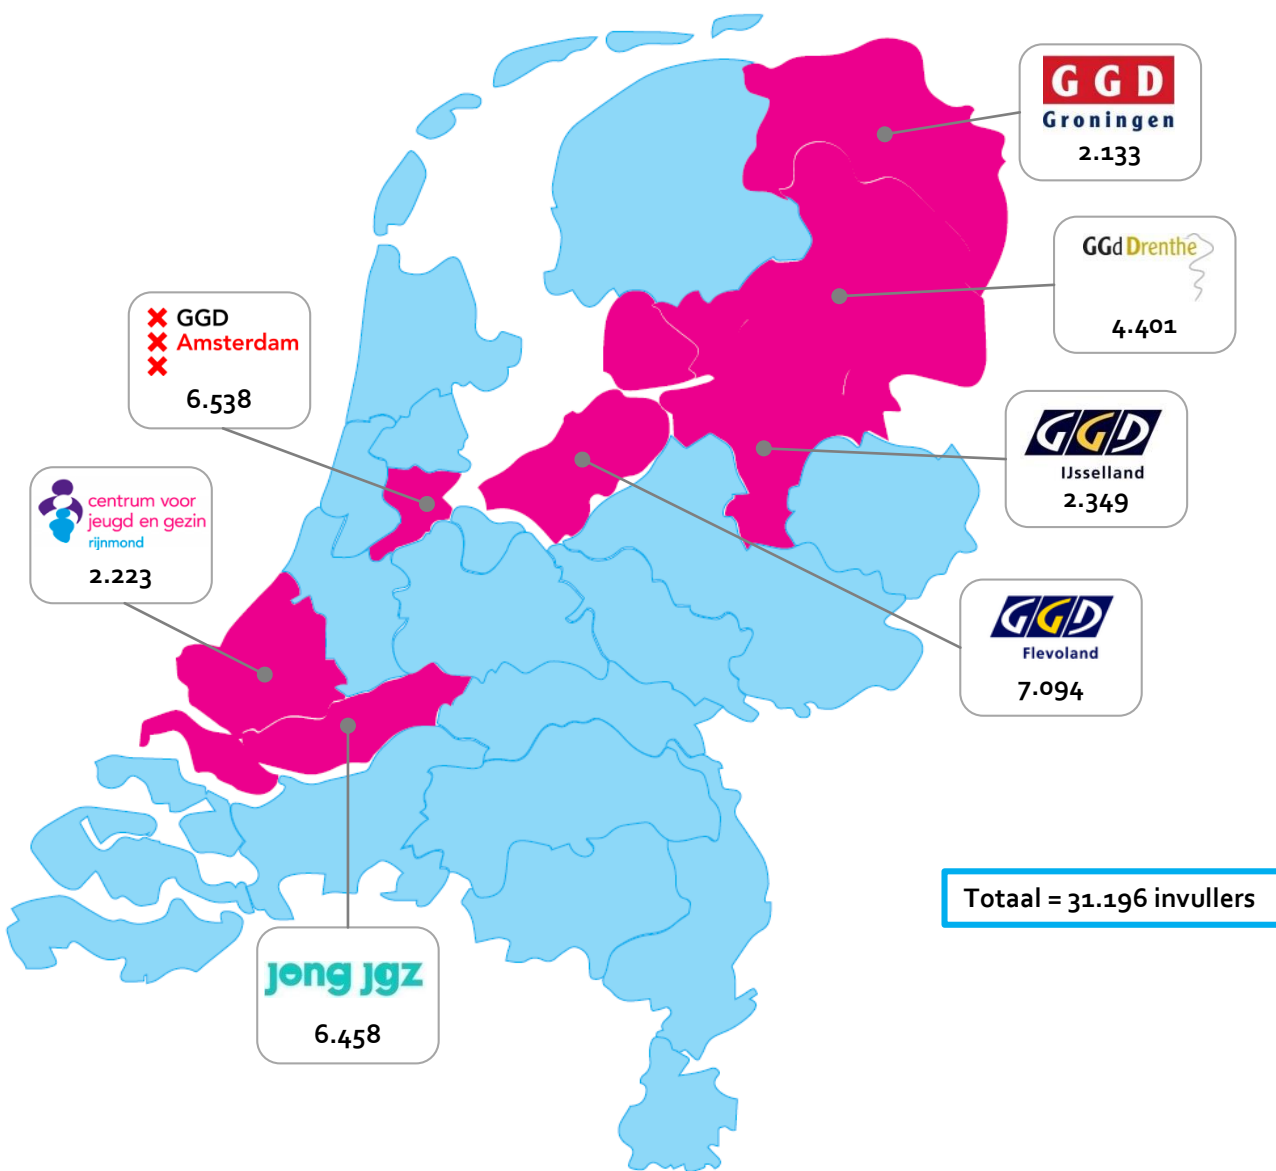 GGD
Groningen
2.133
GGd Drenthe
4.401
GGD
Amsterdam
6.538
GGD
IJsselland
2.349
centrum voor
jeugd en gezin
rijnmond
2.223
GGD
Flevoland
7.094
Totaal = 31.196 invullers
jong jgz
6.458